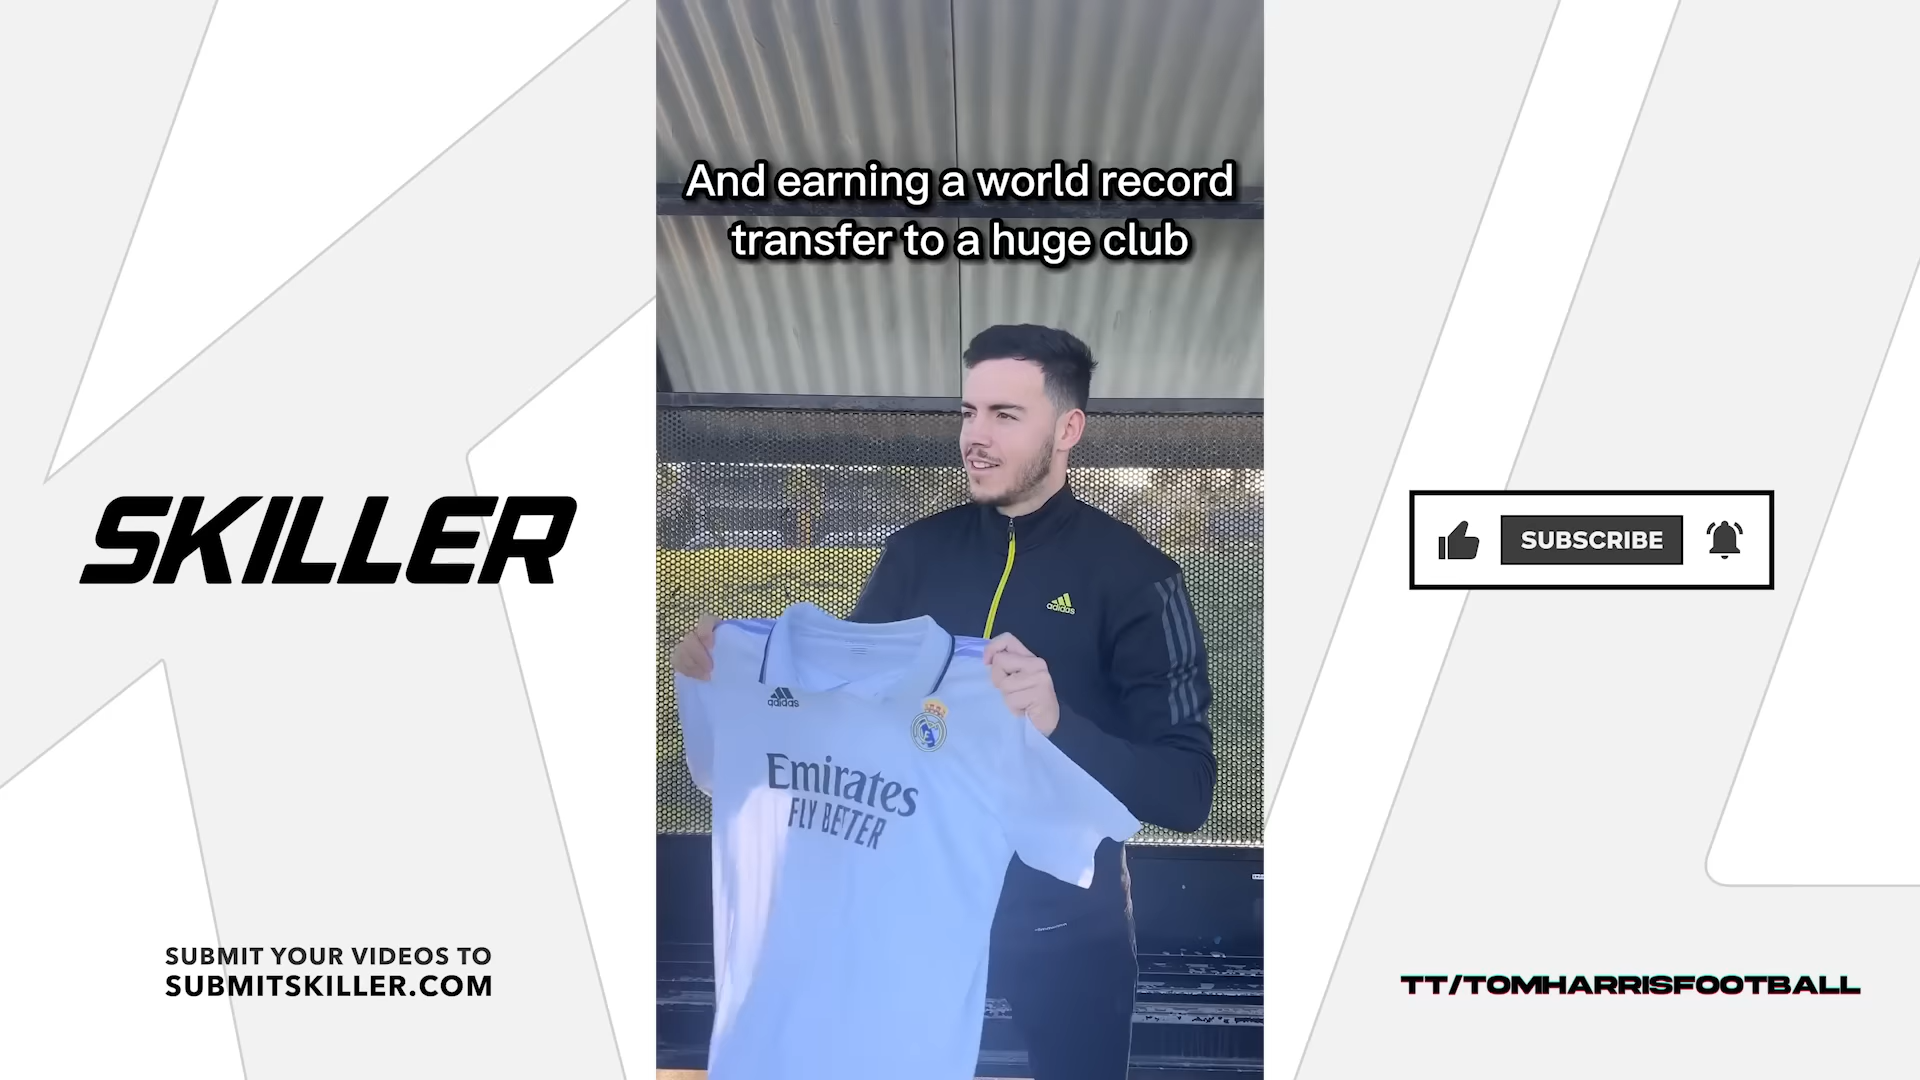 And earning a world record
transfer to a huge club
SKILLER
SUBSCRIBE
adidas
adidas
Emirates
FLY BETTER
SUBMIT YOUR VIDEOS TO
SUBMITSKILLER.COM
TT/TOMHARRISFOOTBALL